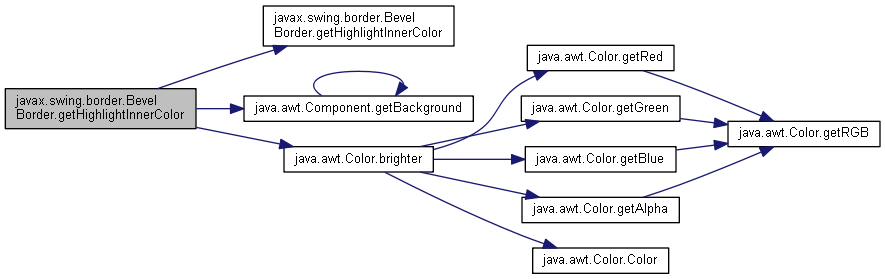 javax.swing.border.Bevel
Border.getHighlightInnerColor
javax.swing.border.Bevel
Border.getHighlightInnerColor
java.awt.Component.getBackground
java.awt.Color.brighter
java.awt.Color.getRed
java.awt.Color.getGreen
java.awt.Color.getBlue
java.awt.Color.getAlpha
java.awt.Color.Color
java.awt.Color.getRGB